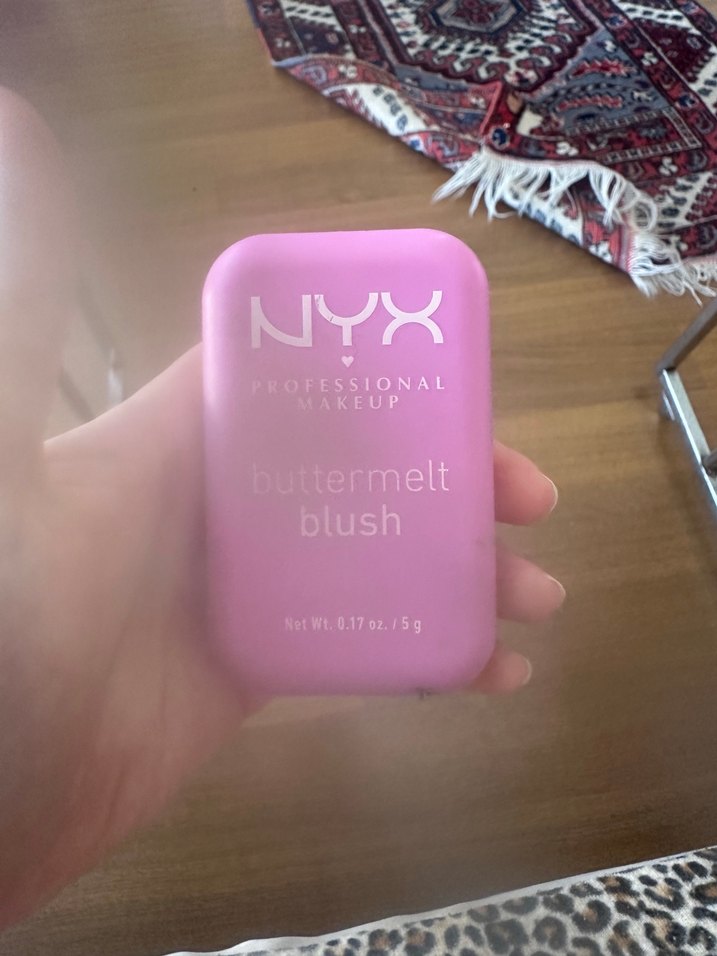 NYX
PROFESSIONAL
MAKEUP
buttermelt
blush
Net Wt. 0.17 oz. / 5 g